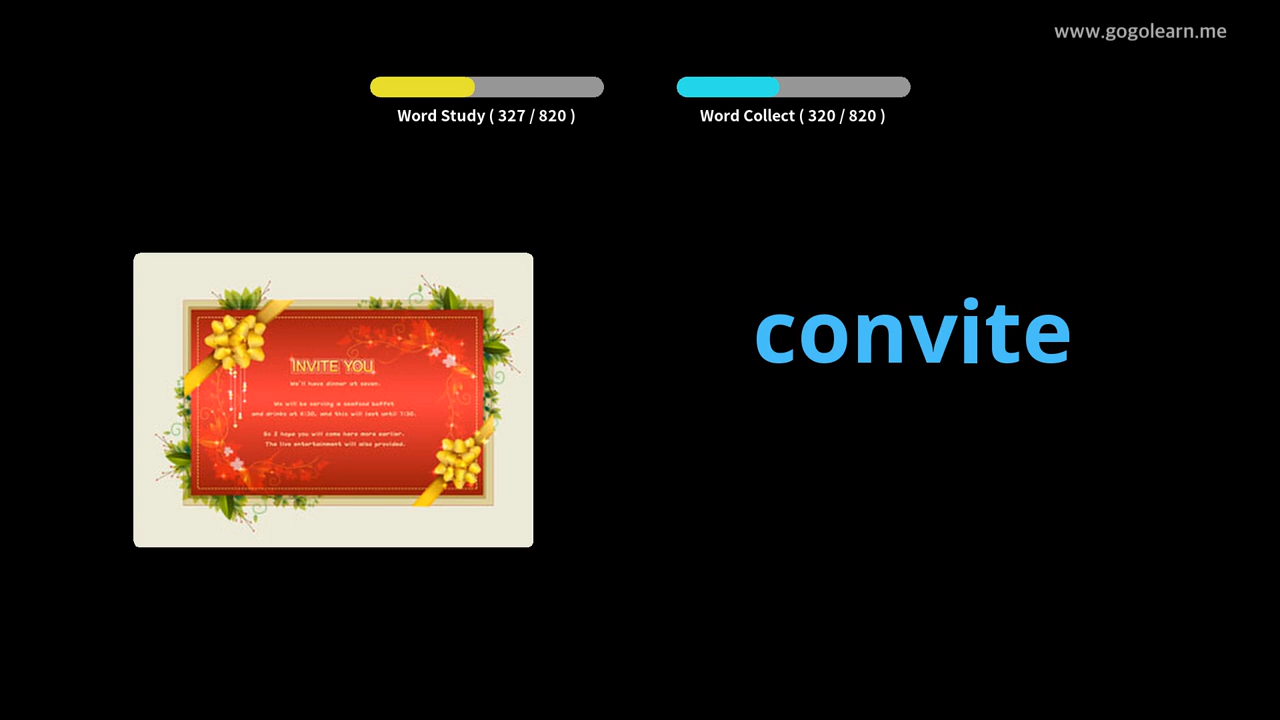 www.gogolearn.me
Word Study ( 327 / 820 )
Word Collect ( 320 / 820 )
INVITE YOU
We'll have dinner at seven.
We will be serving a seafood buffet
and drinks at 6:30, and this will last until 7:30.
So I hope you will come here more earlier.
The live entertainment will also provided.
convite